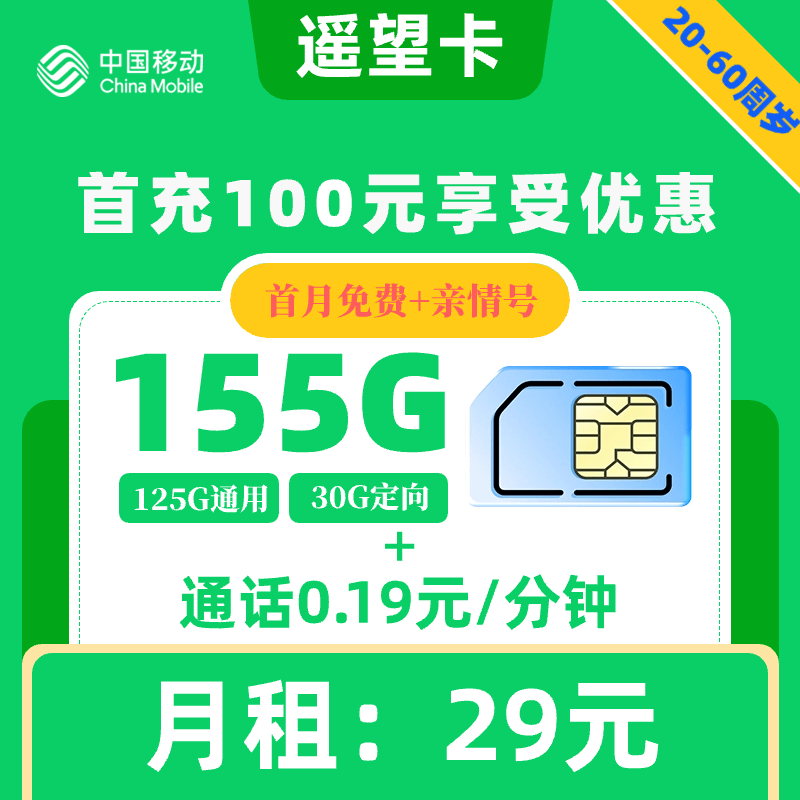 中国移动
China Mobile
遥望卡
20-60周岁
首充100元享受优惠
首月免费+亲情号
155G
125G通用
30G定向
+
通话0.19元/分钟
月租：29元